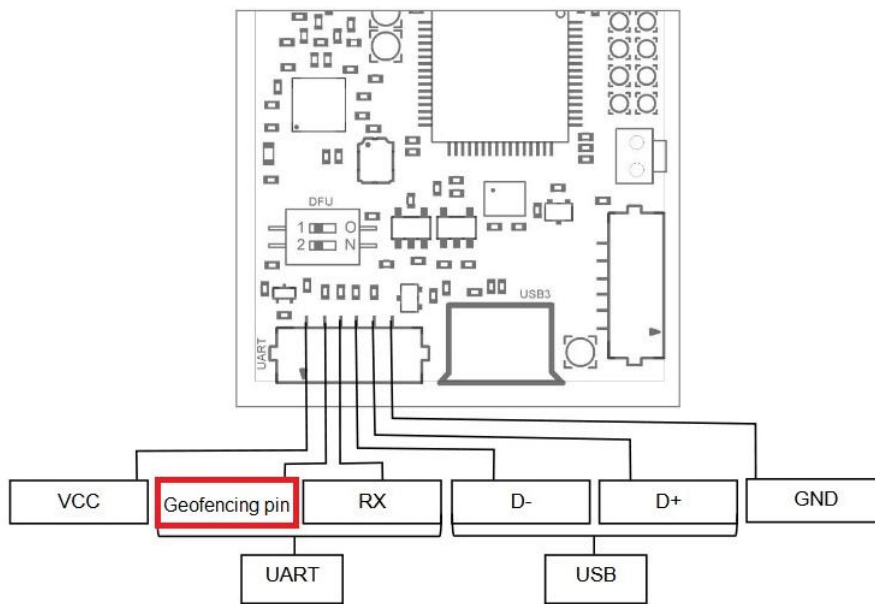 DFU
1 O
2 N
USB3
UART
VCC
Geofencing pin
RX
D-
D+
GND
UART
USB